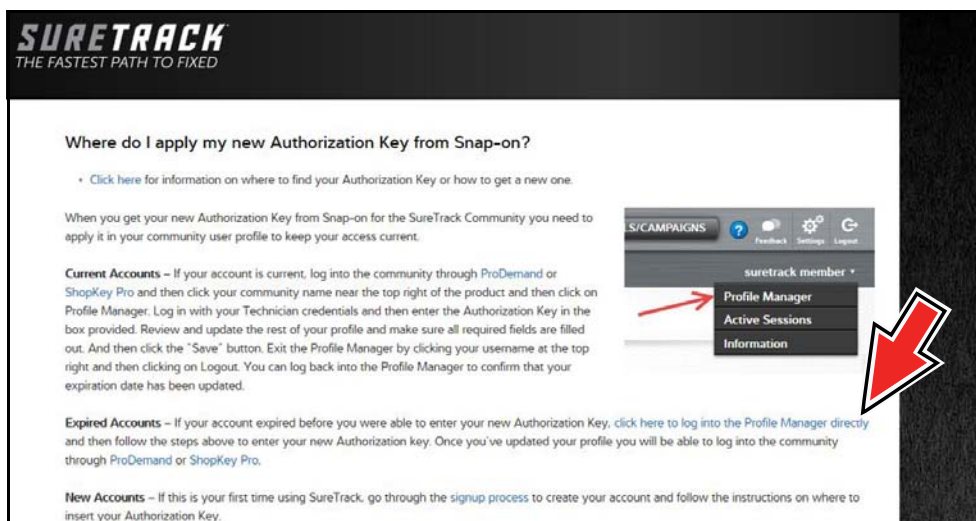 SURETRACK
THE FASTEST PATH TO FIXED
Where do I apply my new Authorization Key from Snap-on?
• Click here for information on where to find your Authorization Key or how to get a new one.
When you get your new Authorization Key from Snap-on for the SureTrack Community you need to
apply it in your community user profile to keep your access current.
Current Accounts – If your account is current, log into the community through ProDemand or
ShopKey Pro and then click your community name near the top right of the product and then click on
Profile Manager. Log in with your Technician credentials and then enter the Authorization Key in the
box provided. Review and update the rest of your profile and make sure all required fields are filled
out. And then click the "Save" button. Exit the Profile Manager by clicking your username at the top
right and then clicking on Logout. You can log back into the Profile Manager to confirm that your
expiration date has been updated.
S/CAMPAIGNS ? Feedback Settings Logout
suretrack member
Profile Manager
Active Sessions
Information
Expired Accounts – If your account expired before you were able to enter your new Authorization Key, click here to log into the Profile Manager directly
and then follow the steps above to enter your new Authorization key. Once you've updated your profile you will be able to log into the community
through ProDemand or ShopKey Pro.
New Accounts – If this is your first time using SureTrack, go through the signup process to create your account and follow the instructions on where to
insert your Authorization Key.